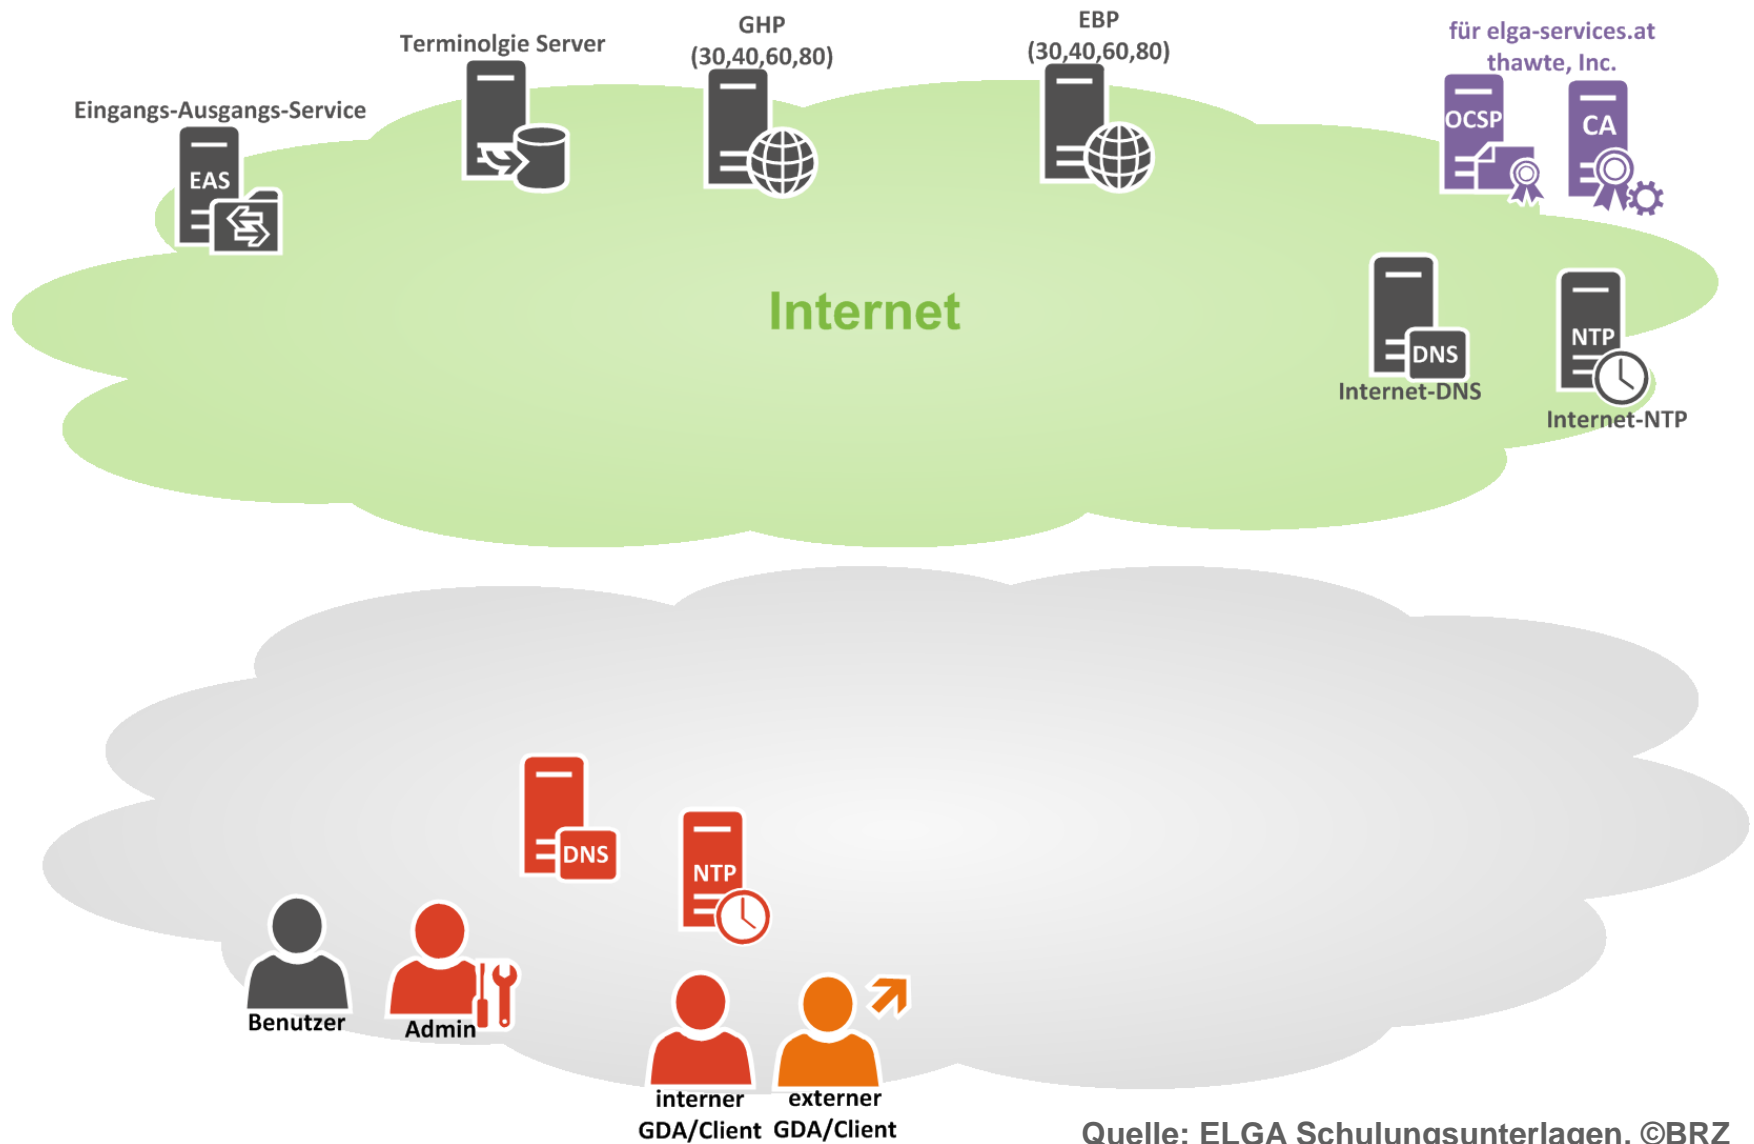 GHP
(30,40,60,80)
EBP
(30,40,60,80)
für elga-services.at
thawte, Inc.
Terminolgie Server
Eingangs-Ausgangs-Service
EAS
OCSP
CA
Internet
DNS
Internet-DNS
NTP
Internet-NTP
DNS
NTP
Benutzer
Admin
interner
GDA/Client
externer
GDA/Client
Quelle: ELGA Schulungsunterlagen, ©BRZ